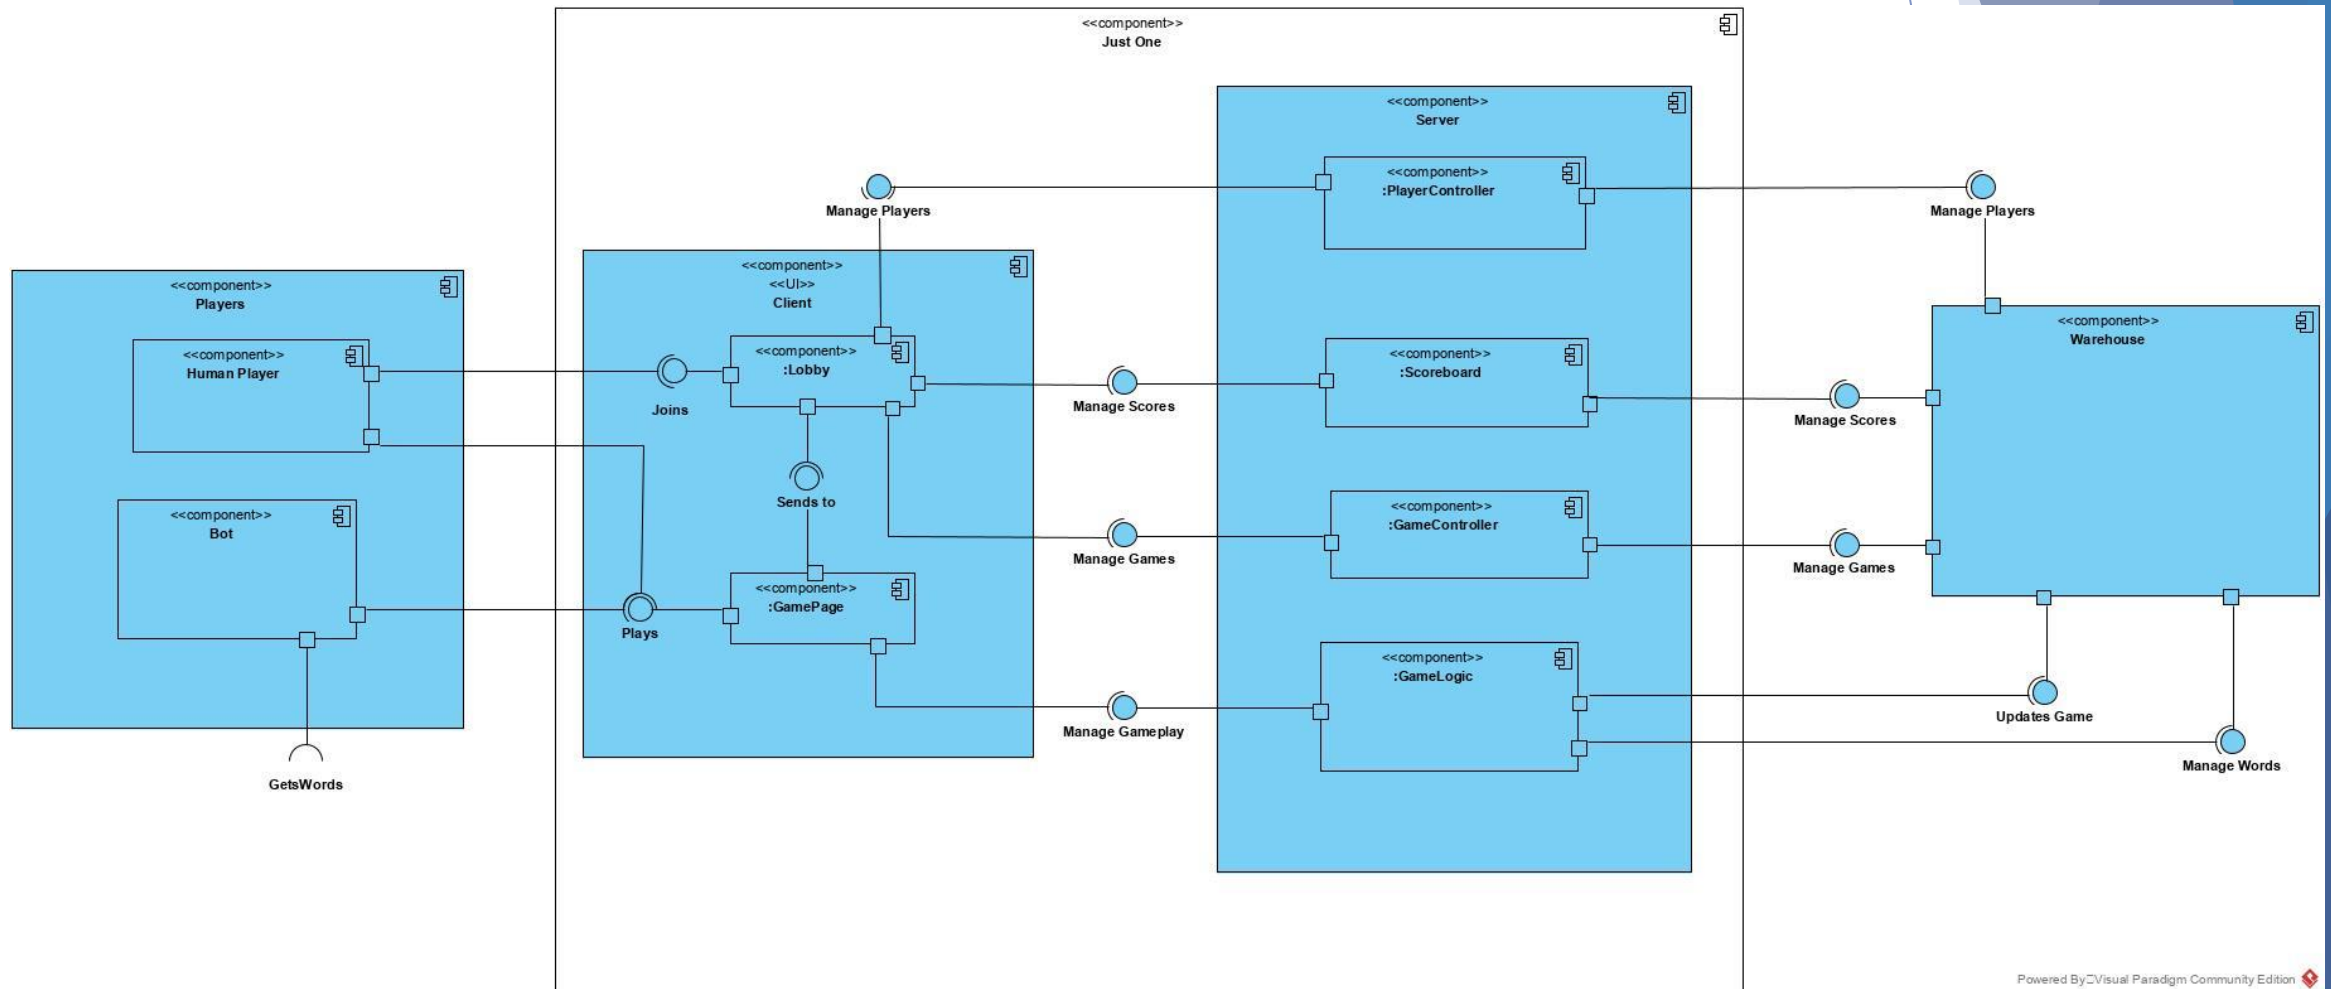 <<component>>
Just One
<<component>>
Server
<<component>>
:PlayerController
Manage Players
Manage Players
<<component>>
<<UI>>
Client
<<component>>
Players
<<component>>
Warehouse
<<component>>
Human Player
<<component>>
:Lobby
<<component>>
:Scoreboard
Joins
Manage Scores
Manage Scores
Sends to
<<component>>
Bot
<<component>>
:GameController
Manage Games
Manage Games
<<component>>
:GamePage
Plays
<<component>>
:GameLogic
Manage Gameplay
Updates Game
Manage Words
GetsWords
Powered By Visual Paradigm Community Edition